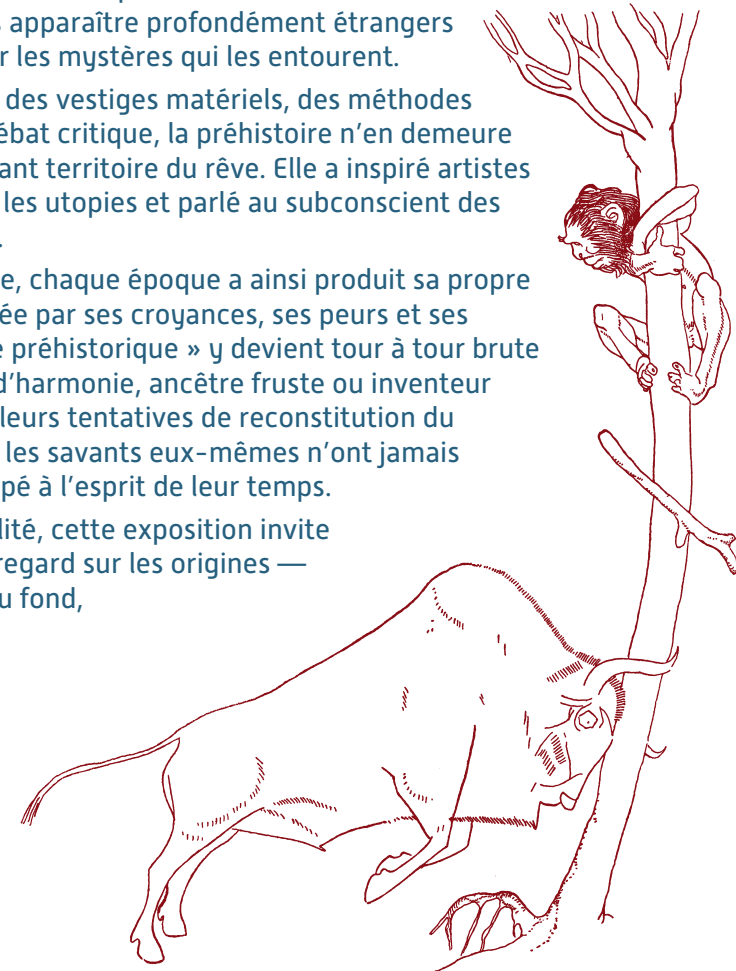 apparaître profondément étrangers
r les mystères qui les entourent.
des vestiges matériels, des méthodes
ébat critique, la préhistoire n’en demeure
ant territoire du rêve. Elle a inspiré artistes
les utopies et parlé au subconscient des
.
e, chaque époque a ainsi produit sa propre
ée par ses croyances, ses peurs et ses
e préhistorique » y devient tour à tour brute
d’harmonie, ancêtre fruste ou inventeur
leurs tentatives de reconstitution du
les savants eux-mêmes n’ont jamais
pé à l’esprit de leur temps.
lité, cette exposition invite
regard sur les origines —
u fond,